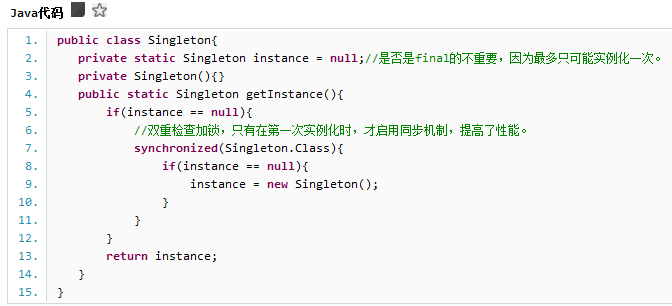 Java代码
1. public class Singleton{
2. private static Singleton instance = null;//是否是final的不重要，因为最多只可能实例化一次。
3. private Singleton(){}
4. public static Singleton getInstance(){
5. if(instance == null){
6. //双重检查加锁，只有在第一次实例化时，才启用同步机制，提高了性能。
7. synchronized(Singleton.Class){
8. if(instance == null){
9. instance = new Singleton();
10. }
11. }
12. }
13. return instance;
14. }
15. }